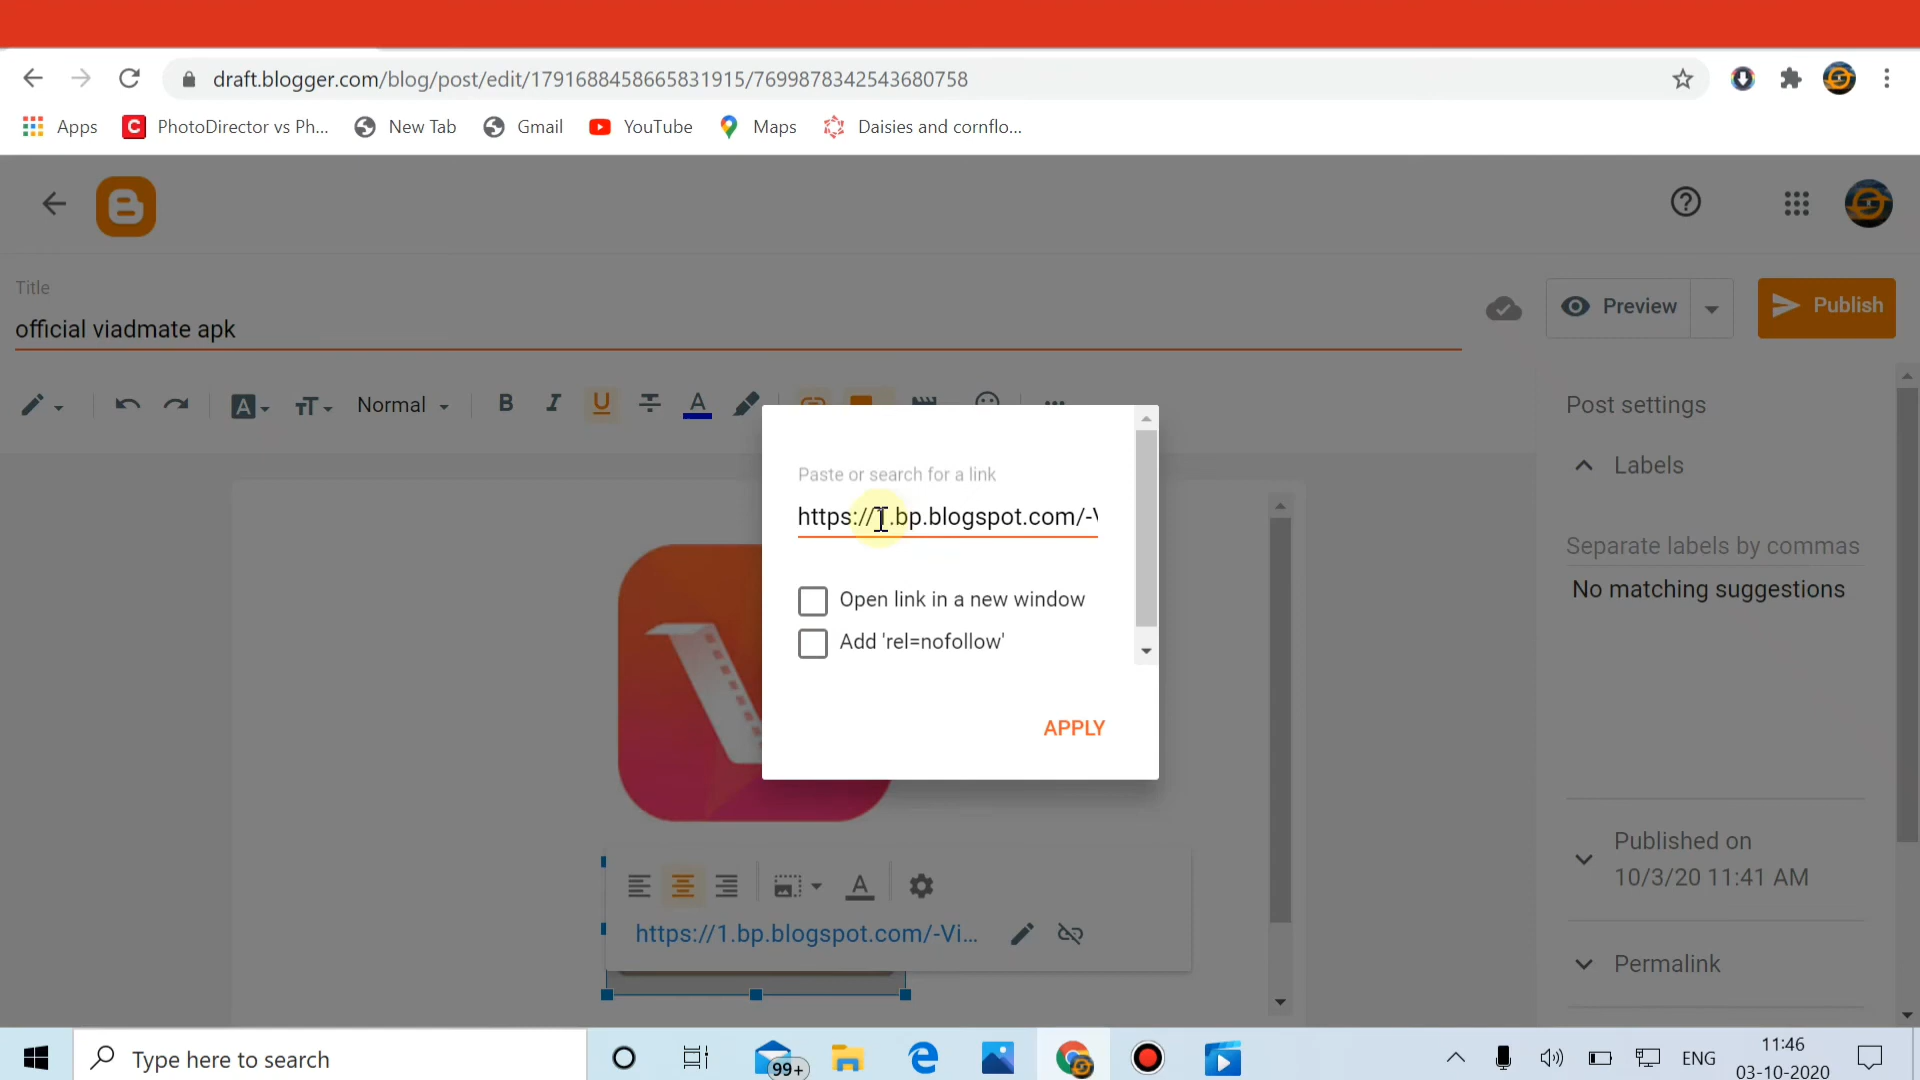 draft.blogger.com/blog/post/edit/1791688458665831915/7699878342543680758
Apps PhotoDirector vs Ph... New Tab Gmail YouTube Maps Daisies and cornflo...
Title
official viadmate apk
Preview
Publish
Normal
B I U A
Post settings
Labels
Separate labels by commas
No matching suggestions
Paste or search for a link
https://1.bp.blogspot.com/-V
Open link in a new window
Add 'rel=nofollow'
APPLY
Published on
10/3/20 11:41 AM
https://1.bp.blogspot.com/-Vi...
Permalink
Type here to search
99+
ENG
11:46
03-10-2020